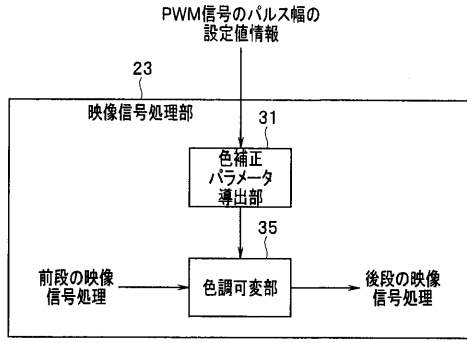 PWM信号のパルス幅の
設定値情報
23
映像信号処理部
31
色補正
パラメータ
導出部
35
前段の映像
信号処理
色調可変部
後段の映像
信号処理